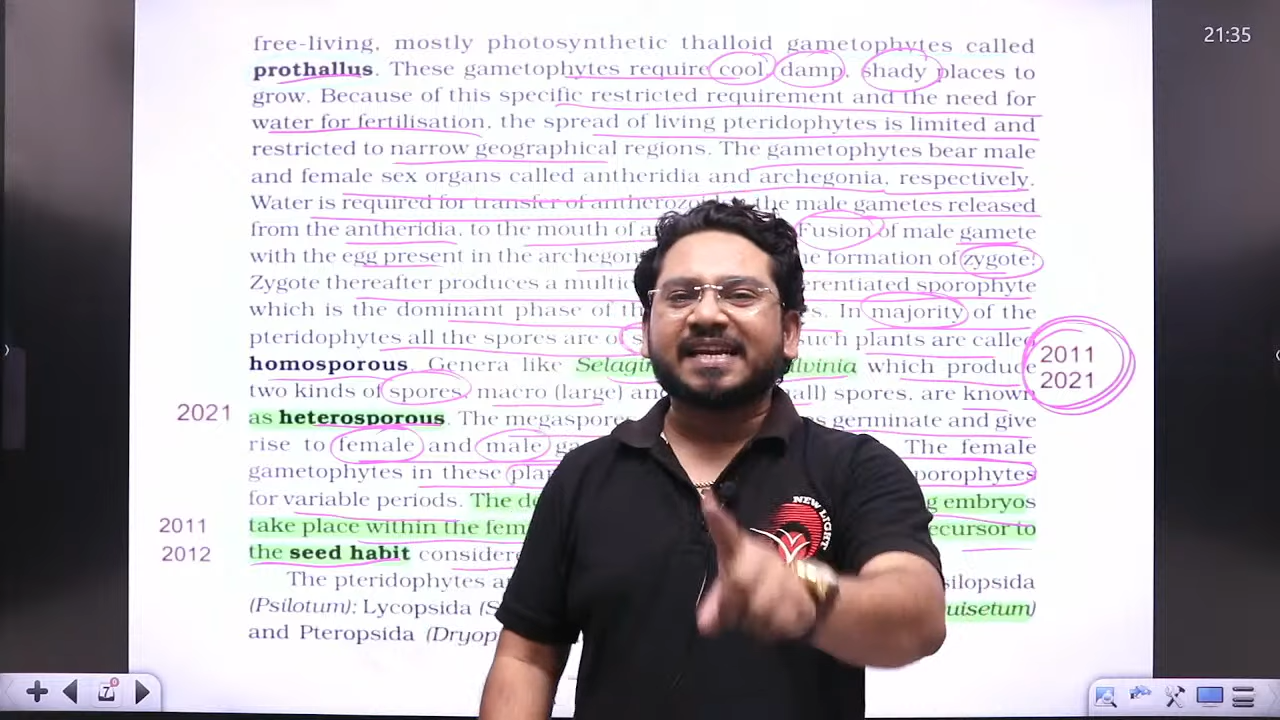 21:35
free-living, mostly photosynthetic thalloid gametophytes called
prothallus. These gametophytes require cool, damp, shady places to
grow. Because of this specific restricted requirement and the need for
water for fertilisation, the spread of living pteridophytes is limited and
restricted to narrow geographical regions. The gametophytes bear male
and female sex organs called antheridia and archegonia, respectively.
Water is required for transfer of the male gametes released
from the antheridia, to the mouth of Fusion of male gamete
with the egg present in the formation of zygote.
Zygote thereafter produces a sporophyte
which is the dominant phase of In majority of the
pteridophytes all the spores are of such plants are called
homosporous. Genera like which produce 2011
two kinds of spores, macro (large) and spores, are known 2021
2021 as heterosporous. The germinate and give
rise to female and male The female
gametophytes in these
for variable periods. The embryos
2011 take place within the
2012 the seed habit
The pteridophytes
(Psilotum); Lycopsida
and Pteropsida
NEW LIGHT
7
0